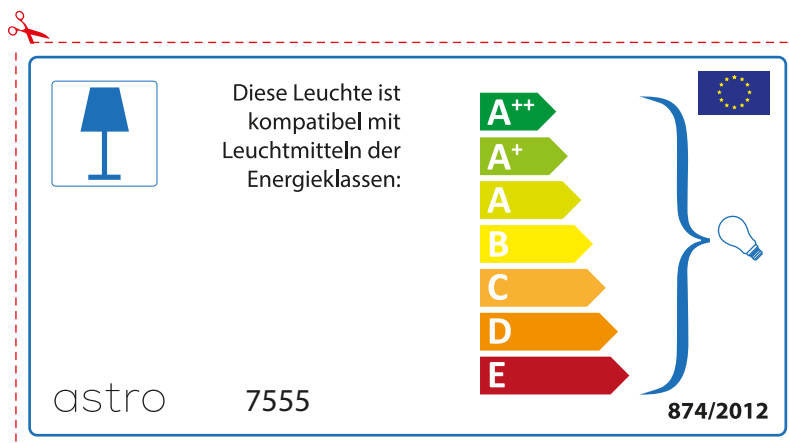 Diese Leuchte ist
kompatibel mit
Leuchtmitteln der
Energieklassen:
A++
A+
A
B
C
D
E
astro 7555
874/2012